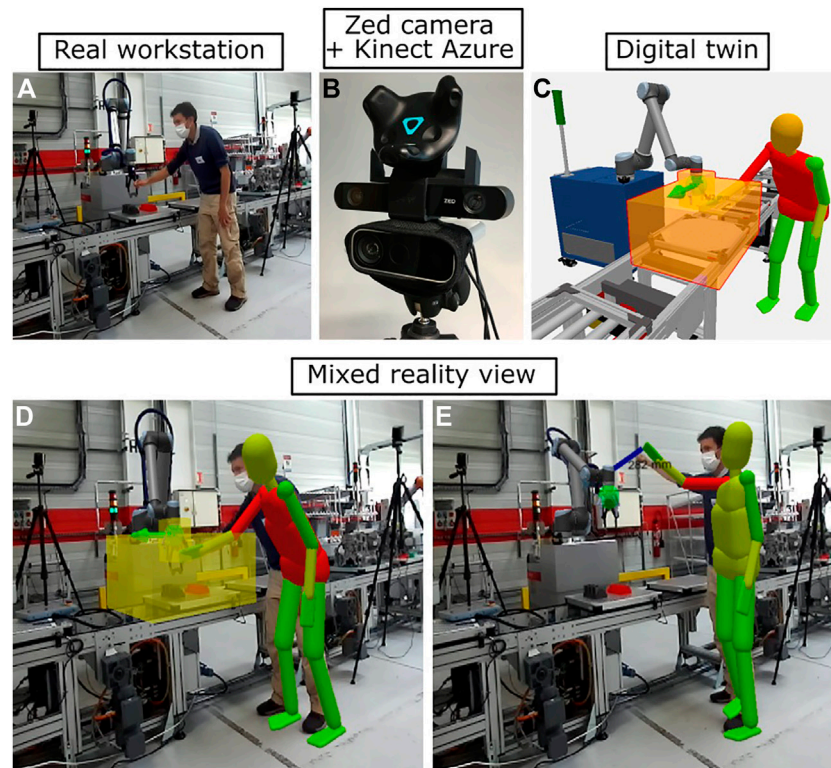 Real workstation
Zed camera
+ Kinect Azure
Digital twin
A
B
C
ZED
Mixed reality view
D
E
282 mm